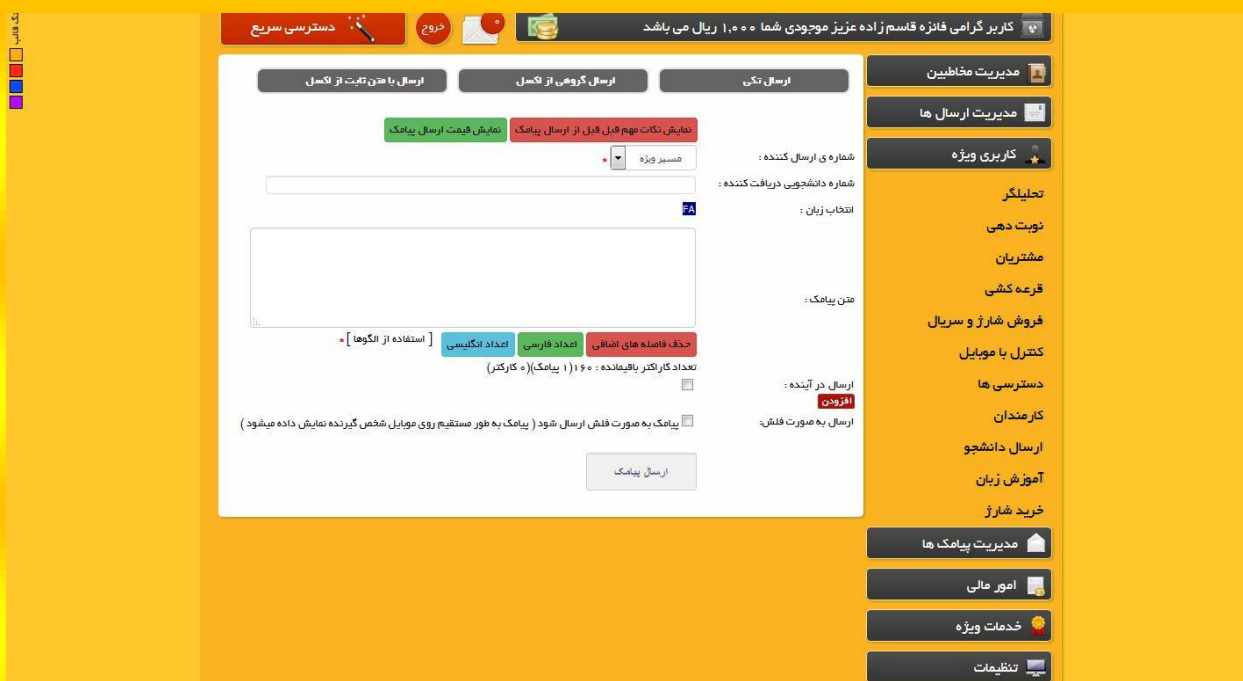 کاربر گرامی فائزه قاسم زاده عزیز موجودی شما ۱,۰۰۰ ریال می باشد
خروج
دسترسی سریع
مدیریت مخاطبین
مدیریت ارسال ها
کاربری ویژه
تحلیلگر
نوبت دهی
مشتریان
قرعه کشی
فروش شارژ و سریال
کنترل با موبایل
دسترسی ها
کارمندان
ارسال دانشجو
آموزش زبان
خرید شارژ
مدیریت پیامک ها
امور مالی
خدمات ویژه
تنظیمات
ارسال تکی
ارسال گروهی از اکسل
ارسال با متن ثابت از اکسل
نمایش نکات مهم قبل قبل از ارسال پیامک
نمایش قیمت ارسال پیامک
شماره ی ارسال کننده :
مسیر ویژه
*
شماره دانشجویی دریافت کننده :
انتخاب زبان :
FA
متن پیامک :
حذف فاصله های اضافی
اعداد فارسی
اعداد انگلیسی
[ استفاده از الگوها ] *
تعداد کاراکتر باقیمانده : ۱۶۰(۱ پیامک)(۰ کارکتر)
ارسال در آینده :
افزودن
ارسال به صورت فلش:
پیامک به صورت فلش ارسال شود ( پیامک به طور مستقیم روی موبایل شخص گیرنده نمایش داده میشود )
ارسال پیامک
قالب